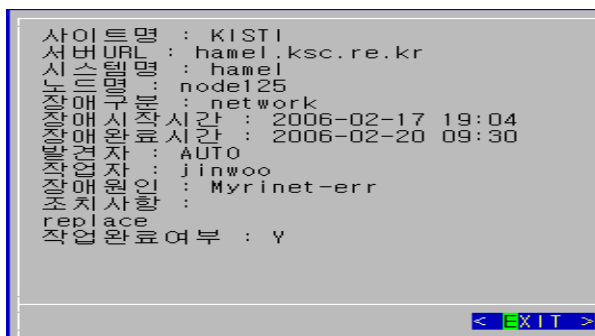 사이트명 : KISTI
서버URL : hamel.ksc.re.kr
시스템명 : hamel
노드명 : node125
장애구분 : network
장애시작시간 : 2006-02-17 19:04
장애완료시간 : 2006-02-20 09:30
발견자 : AUTO
작업자 : jinwoo
장애원인 : Myrinet-err
조치사항 :
replace
작업완료여부 : Y
< EXIT >